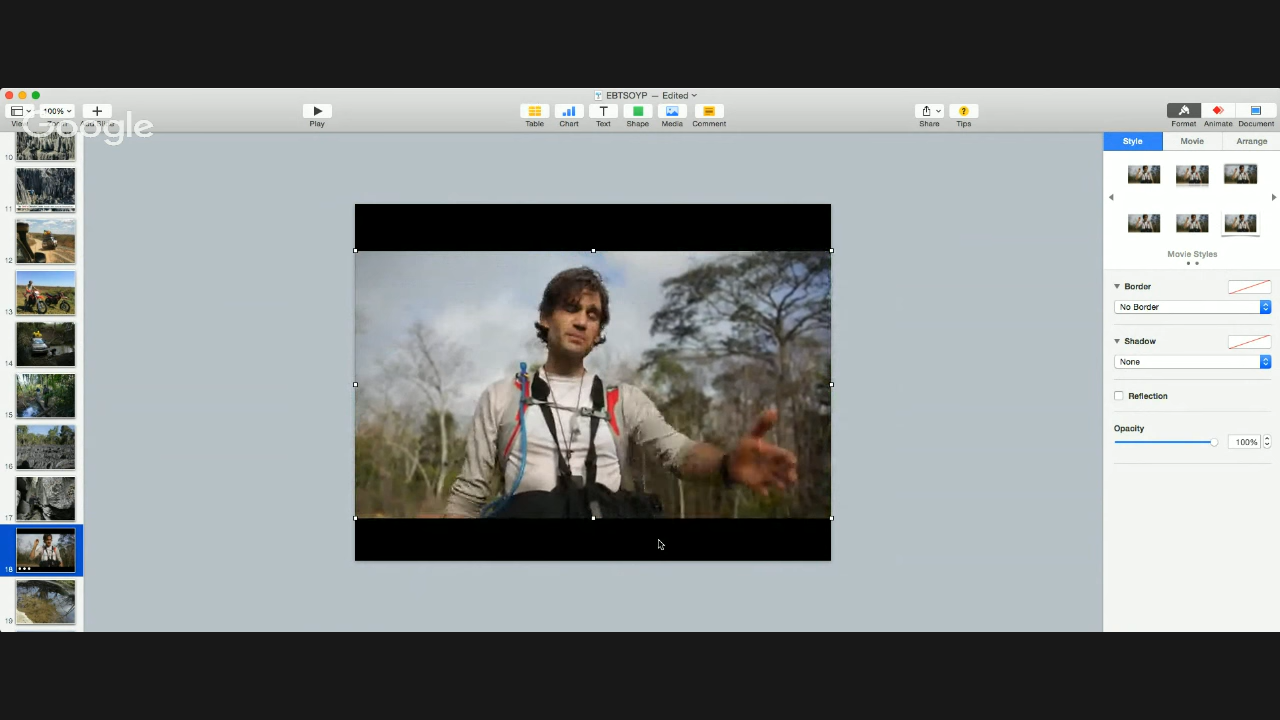 EBTSOYP — Edited
100%
Play
Table
Chart
Text
Shape
Media
Comment
Share
Tips
Format
Animate
Document
Google
Style
Movie
Arrange
10
11
12
13
14
15
16
17
18
19
Movie Styles
Border
No Border
Shadow
None
Reflection
Opacity
100%